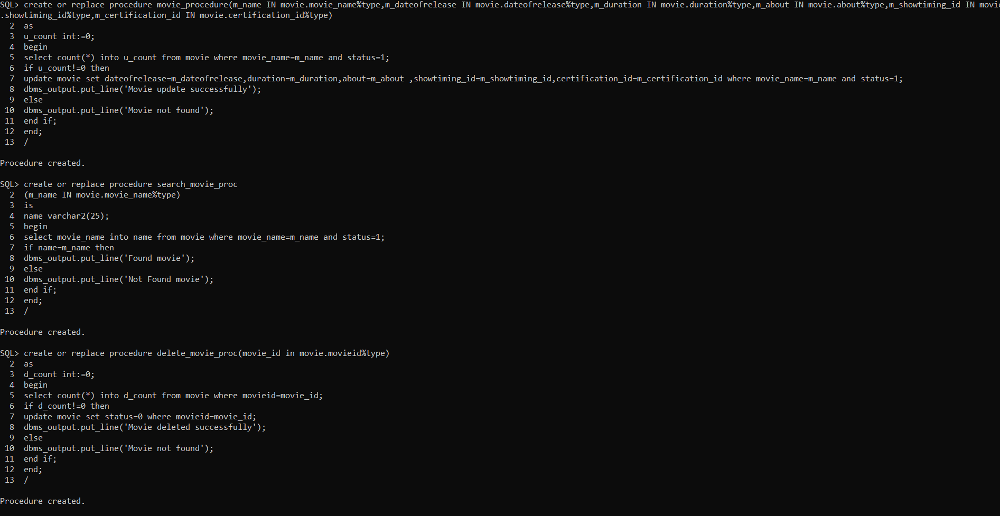 SQL> create or replace procedure movie_procedure(m_name IN movie.movie_name%type,m_dateofrelease IN movie.dateofrelease%type,m_duration IN movie.duration%type,m_about IN movie.about%type,m_showtiming_id IN movie
.showtiming_id%type,m_certification_id IN movie.certification_id%type)
  2  as
  3  u_count int:=0;
  4  begin
  5  select count(*) into u_count from movie where movie_name=m_name and status=1;
  6  if u_count!=0 then
  7  update movie set dateofrelease=m_dateofrelease,duration=m_duration,about=m_about ,showtiming_id=m_showtiming_id,certification_id=m_certification_id where movie_name=m_name and status=1;
  8  dbms_output.put_line('Movie update successfully');
  9  else
 10  dbms_output.put_line('Movie not found');
 11  end if;
 12  end;
 13  /
Procedure created.
SQL> create or replace procedure search_movie_proc
  2  (m_name IN movie.movie_name%type)
  3  is
  4  name varchar2(25);
  5  begin
  6  select movie_name into name from movie where movie_name=m_name and status=1;
  7  if name=m_name then
  8  dbms_output.put_line('Found movie');
  9  else
 10  dbms_output.put_line('Not Found movie');
 11  end if;
 12  end;
 13  /
Procedure created.
SQL> create or replace procedure delete_movie_proc(movie_id in movie.movieid%type)
  2  as
  3  d_count int:=0;
  4  begin
  5  select count(*) into d_count from movie where movieid=movie_id;
  6  if d_count!=0 then
  7  update movie set status=0 where movieid=movie_id;
  8  dbms_output.put_line('Movie deleted successfully');
  9  else
 10  dbms_output.put_line('Movie not found');
 11  end if;
 12  end;
 13  /
Procedure created.